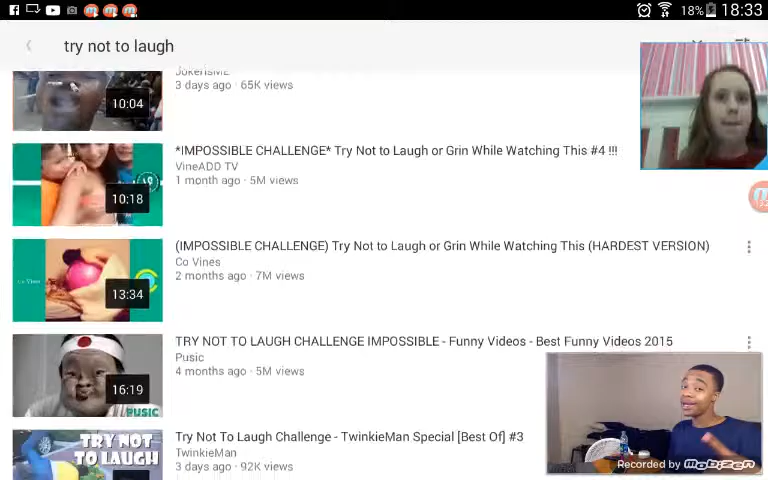 18% 18:33
try not to laugh
JokerisME
10:04
3 days ago · 65K views
*IMPOSSIBLE CHALLENGE* Try Not to Laugh or Grin While Watching This #4 !!!
VineADD TV
10:18
1 month ago · 5M views
(IMPOSSIBLE CHALLENGE) Try Not to Laugh or Grin While Watching This (HARDEST VERSION)
Co Vines
Co Vines
13:34
2 months ago · 7M views
TRY NOT TO LAUGH CHALLENGE IMPOSSIBLE - Funny Videos - Best Funny Videos 2015
Pusic
16:19
4 months ago · 5M views
PUSIC
Try Not To Laugh Challenge - TwinkieMan Special [Best Of] #3
TRY NOT
TO LAUGH
TwinkieMan
3 days ago · 92K views
Recorded by Mobizen